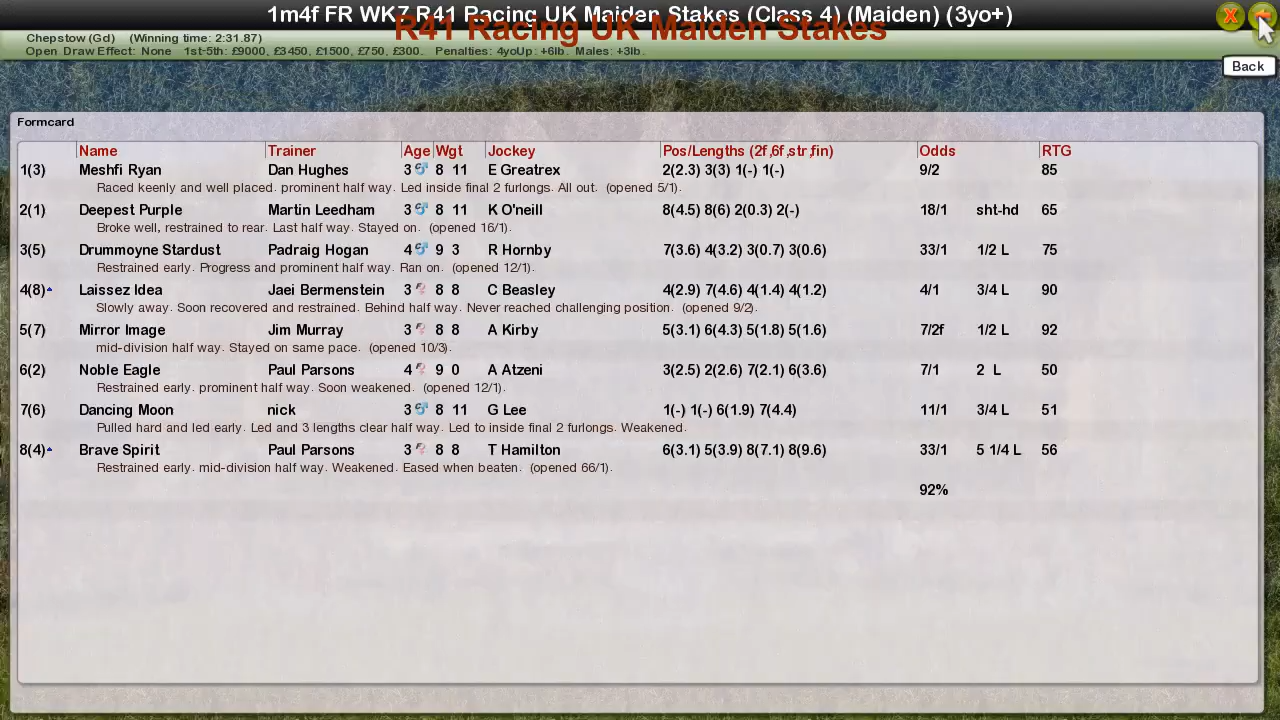 1m4f FR WK7 R41 Racing UK Maiden Stakes (Class 4) (Maiden) (3yo+)
R41 Racing UK Maiden Stakes
X
Chepstow (Gd) (Winning time: 2:31.87)
Open Draw Effect: None 1st-5th: £9000, £3450, £1500, £750, £300. Penalties: 4yoUp: +6lb. Males: +3lb.
Back
Formcard
Name Trainer Age Wgt Jockey Pos/Lengths (2f,6f,str,fin) Odds RTG
1(3) Meshfi Ryan Dan Hughes 3 8 11 E Greatrex 2(2.3) 3(3) 1(-) 1(-) 9/2 85
Raced keenly and well placed. prominent half way. Led inside final 2 furlongs. All out. (opened 5/1).
2(1) Deepest Purple Martin Leedham 3 8 11 K O'neill 8(4.5) 8(6) 2(0.3) 2(-) 18/1 sht-hd 65
Broke well, restrained to rear. Last half way. Stayed on. (opened 16/1).
3(5) Drummoyne Stardust Padraig Hogan 4 9 3 R Hornby 7(3.6) 4(3.2) 3(0.7) 3(0.6) 33/1 1/2 L 75
Restrained early. Progress and prominent half way. Ran on. (opened 12/1).
4(8) Laissez Idea Jaei Bermenstein 3 8 8 C Beasley 4(2.9) 7(4.6) 4(1.4) 4(1.2) 4/1 3/4 L 90
Slowly away. Soon recovered and restrained. Behind half way. Never reached challenging position. (opened 9/2).
5(7) Mirror Image Jim Murray 3 8 8 A Kirby 5(3.1) 6(4.3) 5(1.8) 5(1.6) 7/2f 1/2 L 92
mid-division half way. Stayed on same pace. (opened 10/3).
6(2) Noble Eagle Paul Parsons 4 9 0 A Atzeni 3(2.5) 2(2.6) 7(2.1) 6(3.6) 7/1 2 L 50
Restrained early. prominent half way. Soon weakened. (opened 12/1).
7(6) Dancing Moon nick 3 8 11 G Lee 1(-) 1(-) 6(1.9) 7(4.4) 11/1 3/4 L 51
Pulled hard and led early. Led and 3 lengths clear half way. Led to inside final 2 furlongs. Weakened.
8(4) Brave Spirit Paul Parsons 3 8 8 T Hamilton 6(3.1) 5(3.9) 8(7.1) 8(9.6) 33/1 5 1/4 L 56
Restrained early. mid-division half way. Weakened. Eased when beaten. (opened 66/1).
92%